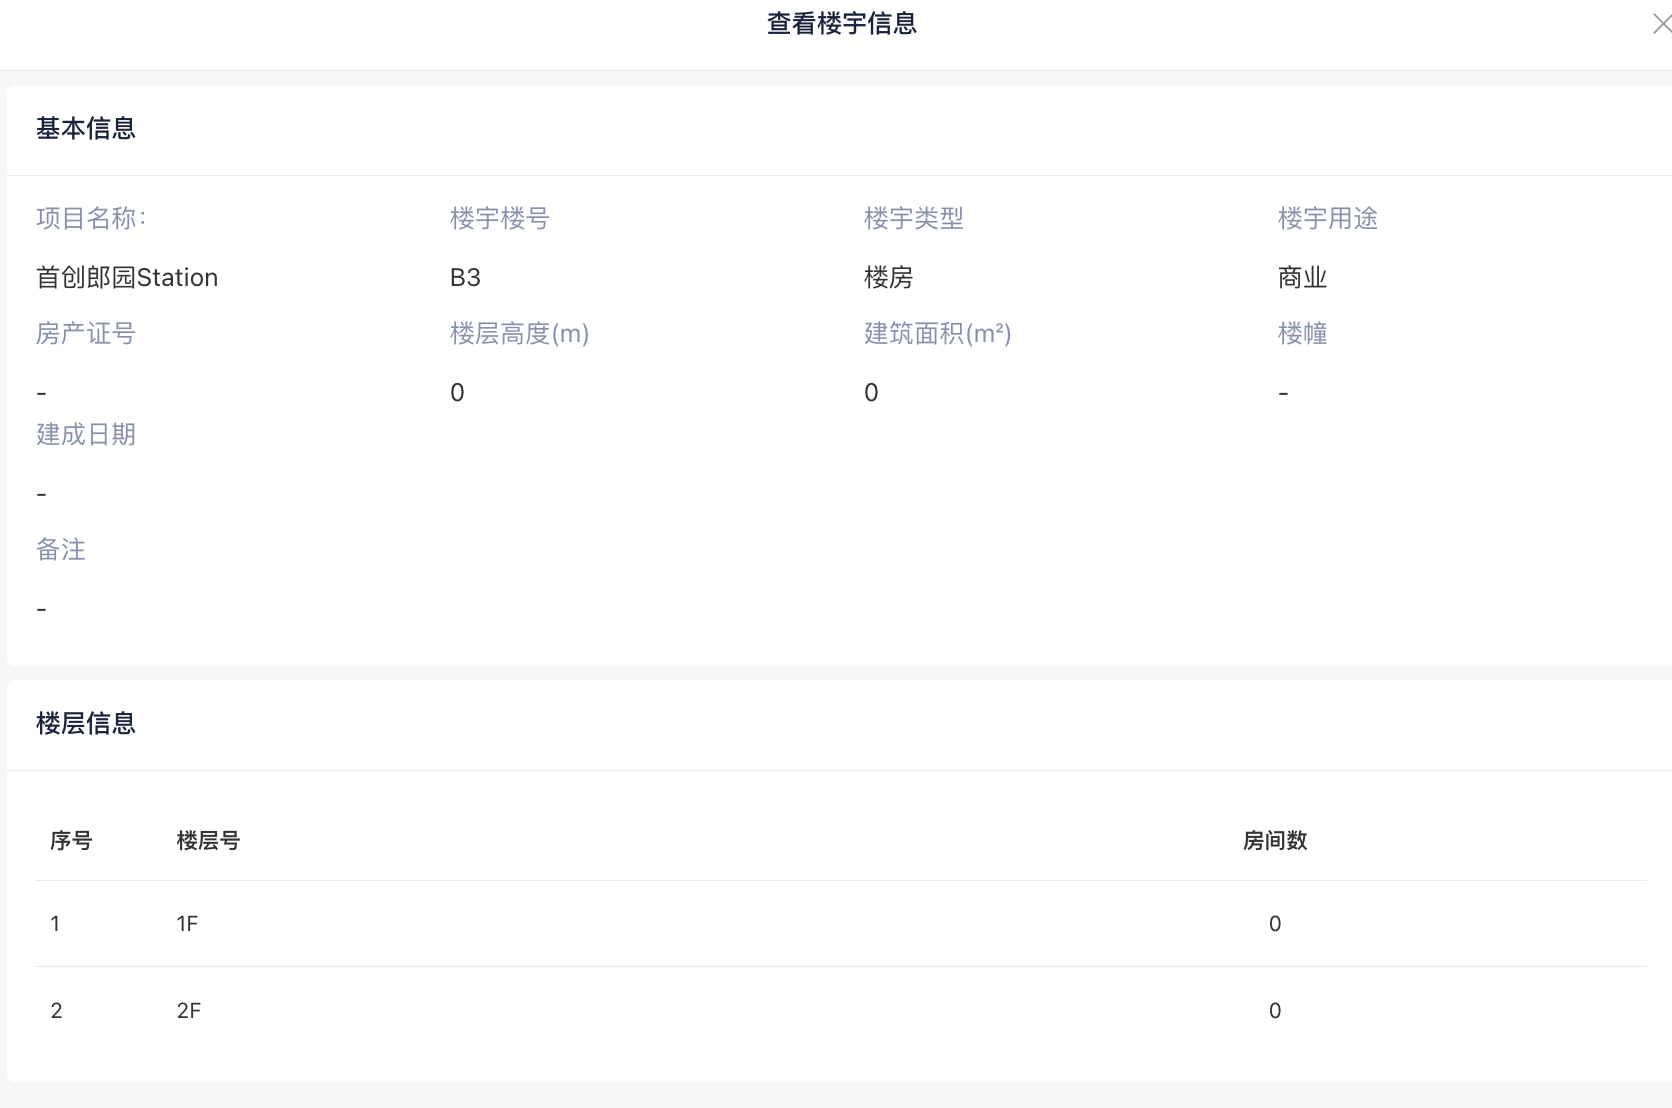 查看楼宇信息
基本信息
项目名称: 楼宇楼号 楼宇类型 楼宇用途
首创郎园Station B3 楼房 商业
房产证号 楼层高度(m) 建筑面积(m²) 楼幢
- 0 0 -
建成日期
-
备注
-
楼层信息
序号 楼层号 房间数
1 1F 0
2 2F 0